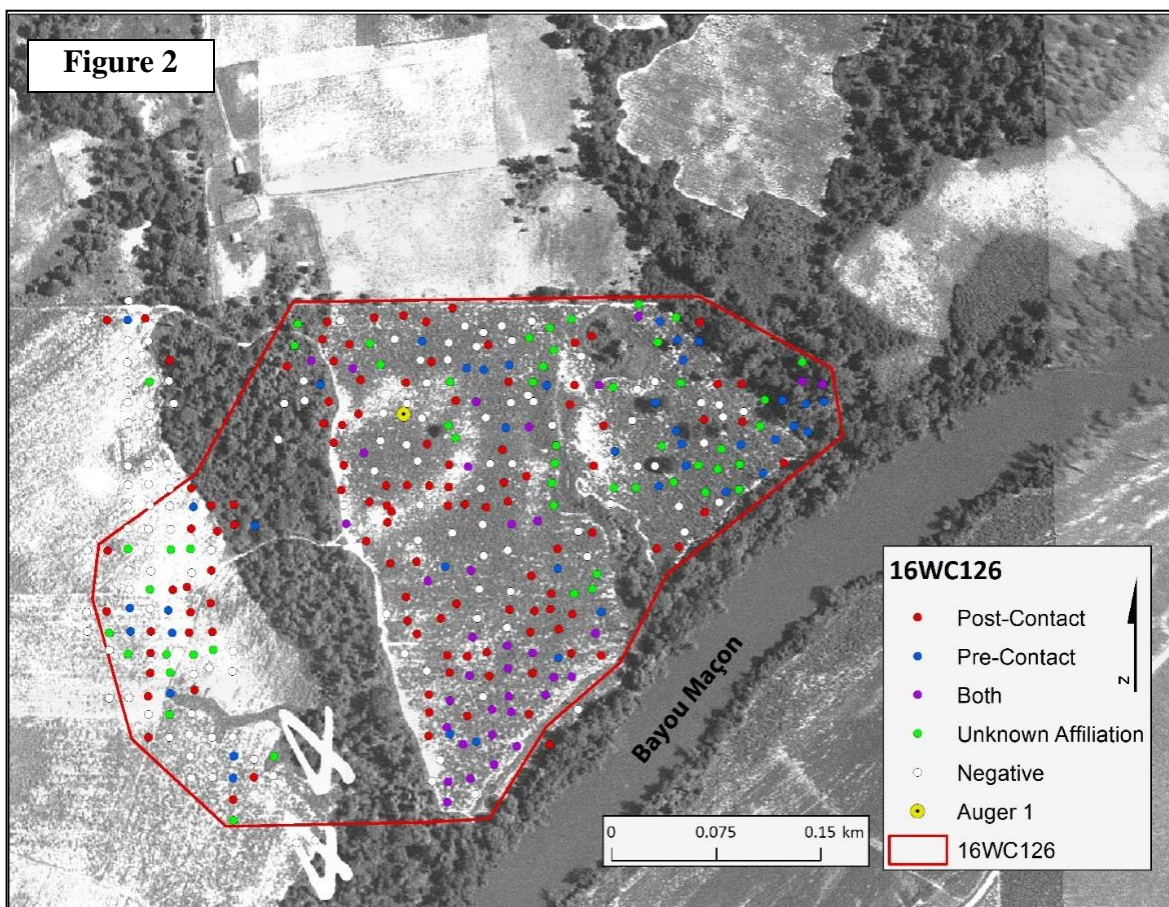 Figure 2
Bayou Maçon
16WC126
N
Post-Contact
Pre-Contact
Both
Unknown Affiliation
Negative
Auger 1
16WC126
0 0.075 0.15 km